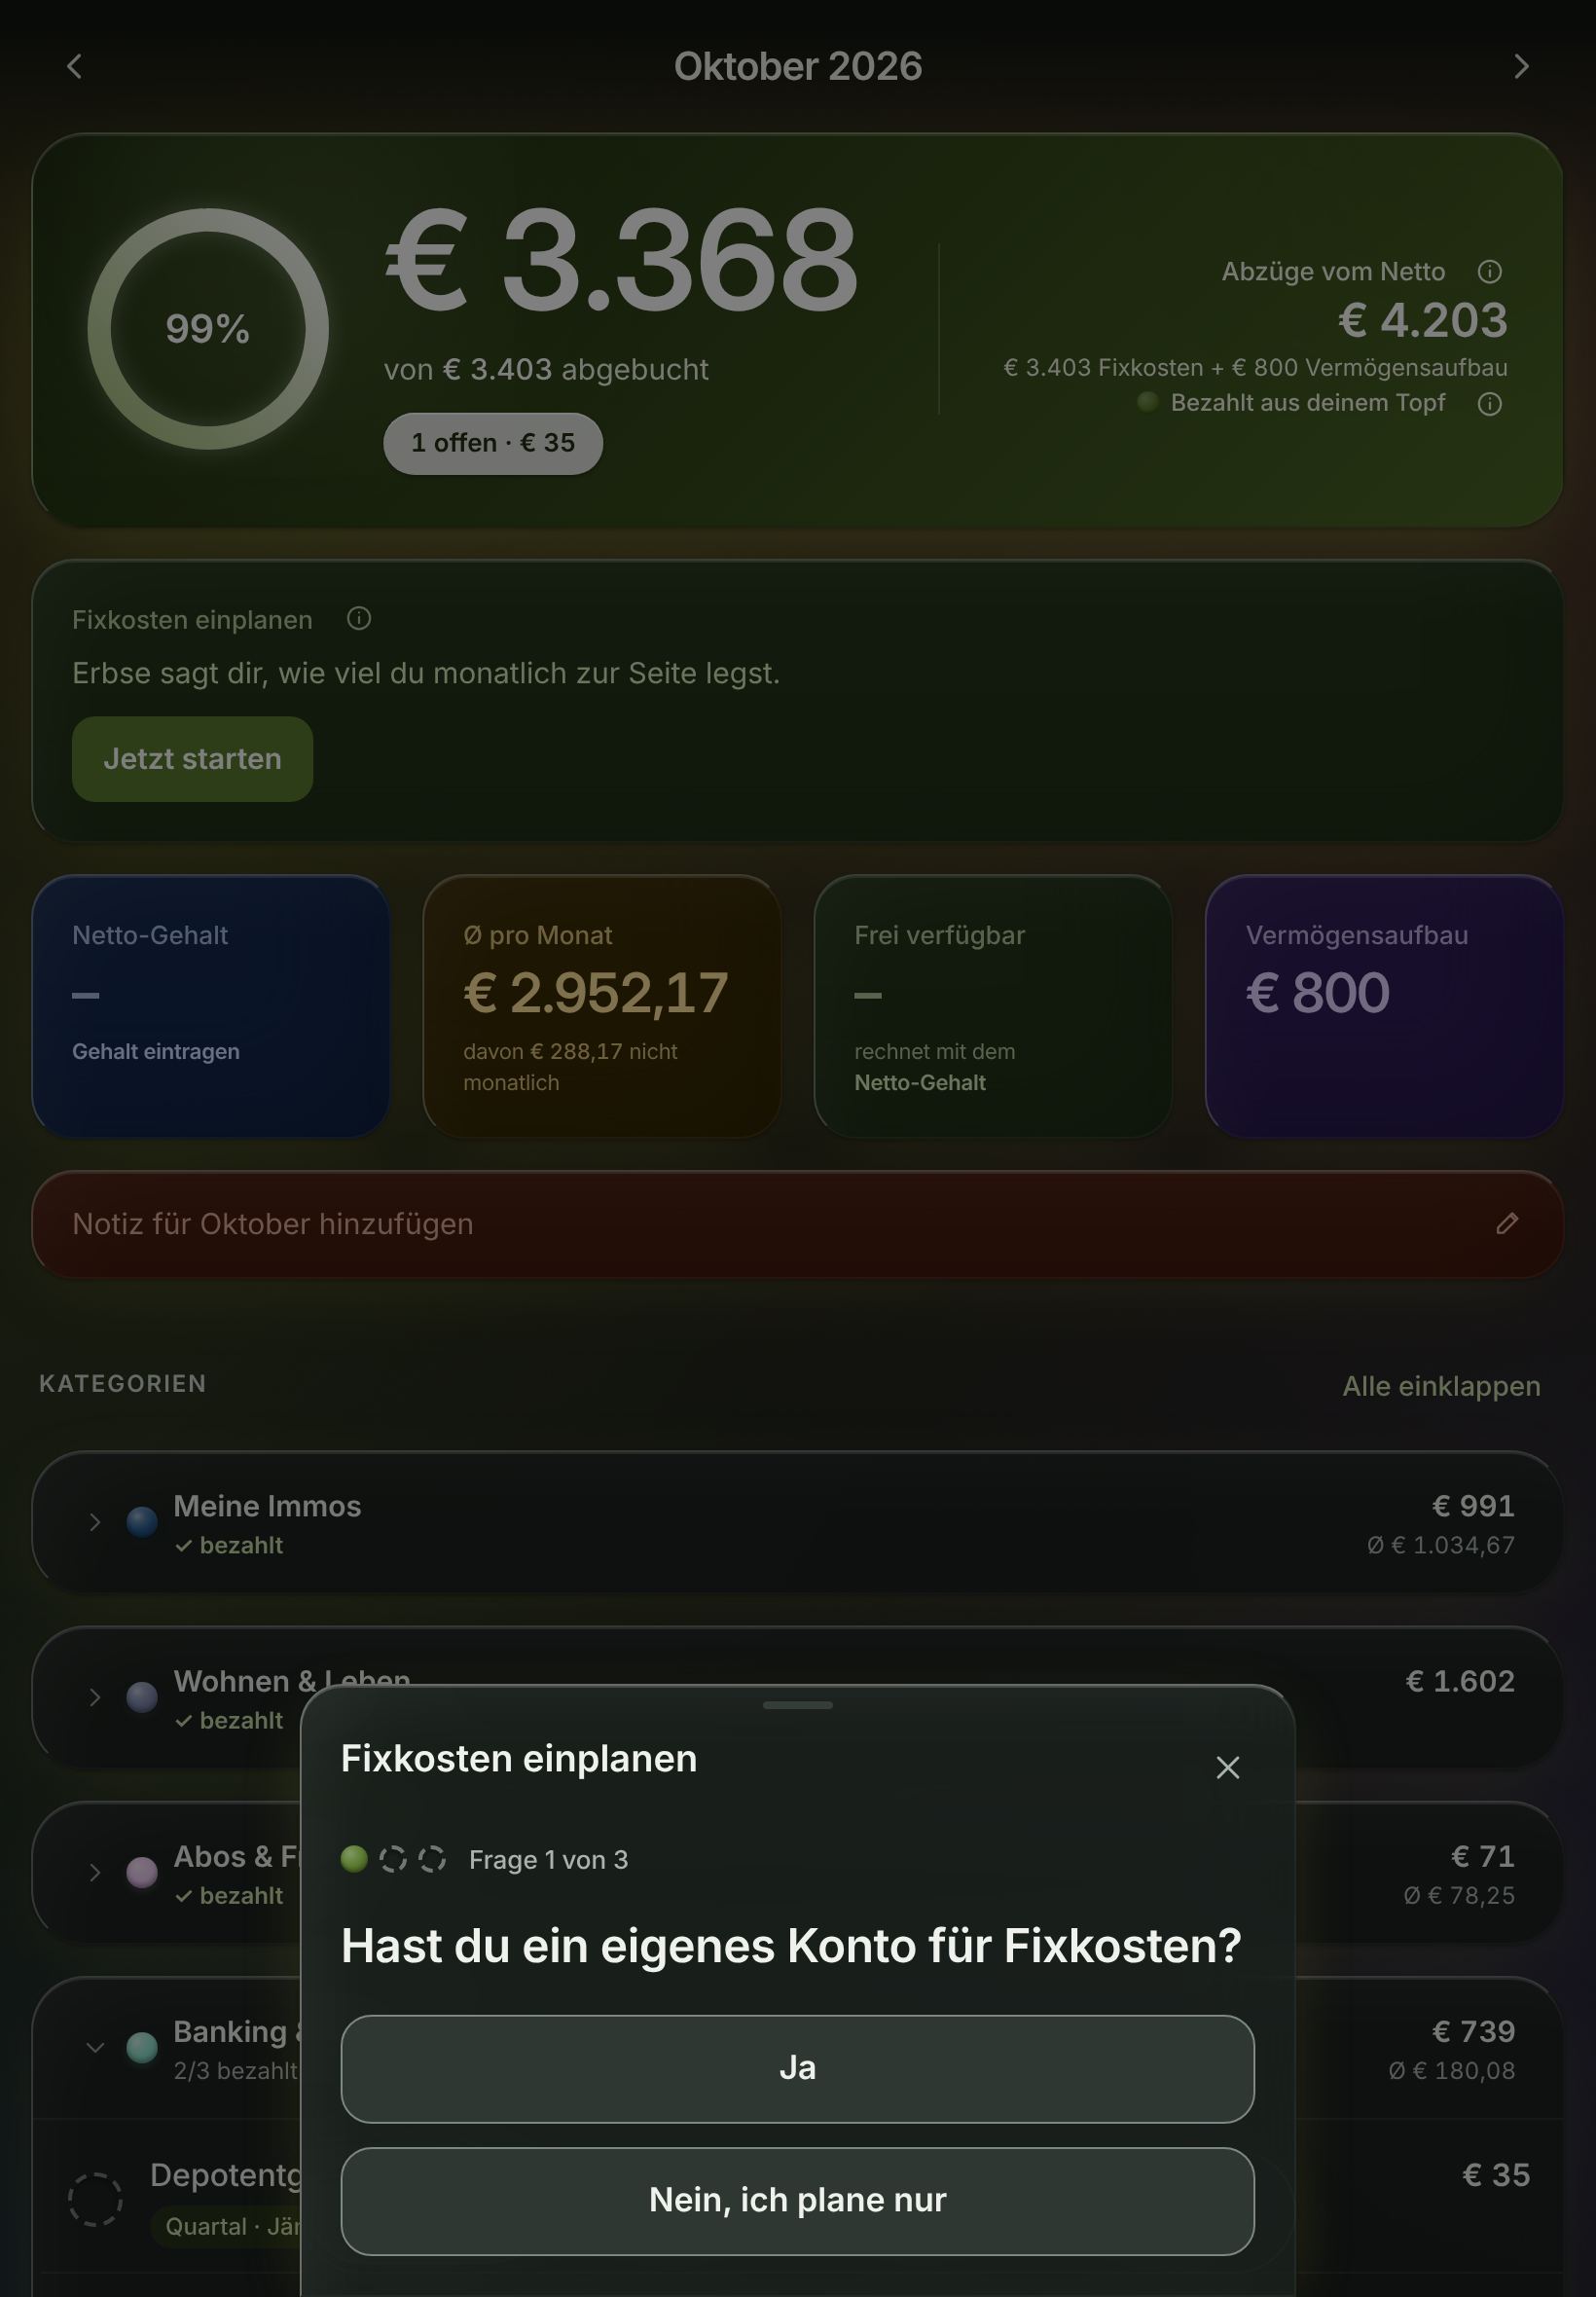 Oktober 2026
99%
€ 3.368
von € 3.403 abgebucht
1 offen · € 35
Abzüge vom Netto
€ 4.203
€ 3.403 Fixkosten + € 800 Vermögensaufbau
Bezahlt aus deinem Topf
Fixkosten einplanen
Erbse sagt dir, wie viel du monatlich zur Seite legst.
Jetzt starten
Netto-Gehalt
–
Gehalt eintragen
Ø pro Monat
€ 2.952,17
davon € 288,17 nicht
monatlich
Frei verfügbar
–
rechnet mit dem
Netto-Gehalt
Vermögensaufbau
€ 800
Notiz für Oktober hinzufügen
KATEGORIEN
Alle einklappen
Meine Immos
€ 991
✓ bezahlt
Ø € 1.034,67
Wohnen & Leben
€ 1.602
✓ bezahlt
Abos &
€ 71
✓ bezahlt
Ø € 78,25
Banking
€ 739
2/3 bezahlt
Ø € 180,08
€ 35
Quartal ·
Fixkosten einplanen
Frage 1 von 3
Hast du ein eigenes Konto für Fixkosten?
Ja
Nein, ich plane nur